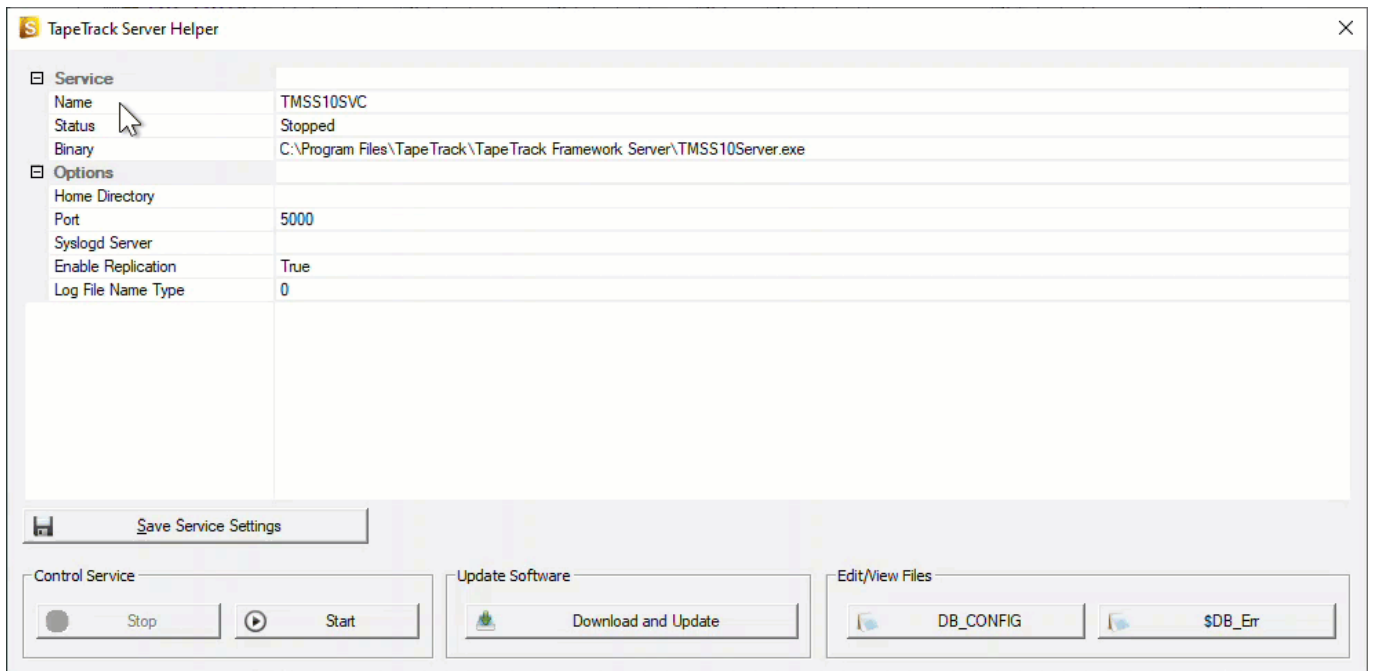 TapeTrack Server Helper
Service
Name TMSS10SVC
Status Stopped
Binary C:\Program Files\TapeTrack\TapeTrack Framework Server\TMSS10Server.exe
Options
Home Directory
Port 5000
Syslogd Server
Enable Replication True
Log File Name Type 0
Save Service Settings
Control Service Update Software Edit/View Files
Stop Start Download and Update DB_CONFIG $DB_Err